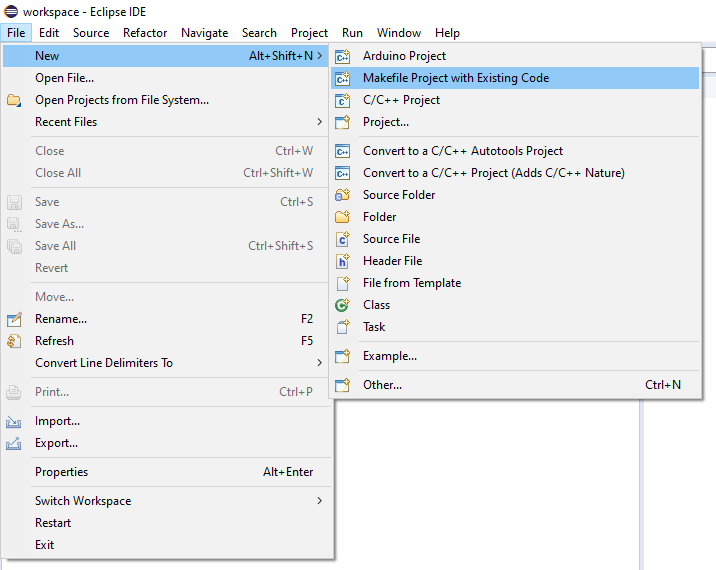 workspace - Eclipse IDE
File Edit Source Refactor Navigate Search Project Run Window Help
New Alt+Shift+N >
Open File...
Open Projects from File System...
Recent Files >
Close Ctrl+W
Close All Ctrl+Shift+W
Save Ctrl+S
Save As...
Save All Ctrl+Shift+S
Revert
Move...
Rename... F2
Refresh F5
Convert Line Delimiters To >
Print... Ctrl+P
Import...
Export...
Properties Alt+Enter
Switch Workspace >
Restart
Exit
Arduino Project
Makefile Project with Existing Code
C/C++ Project
Project...
Convert to a C/C++ Autotools Project
Convert to a C/C++ Project (Adds C/C++ Nature)
Source Folder
Folder
Source File
Header File
File from Template
Class
Task
Example...
Other... Ctrl+N